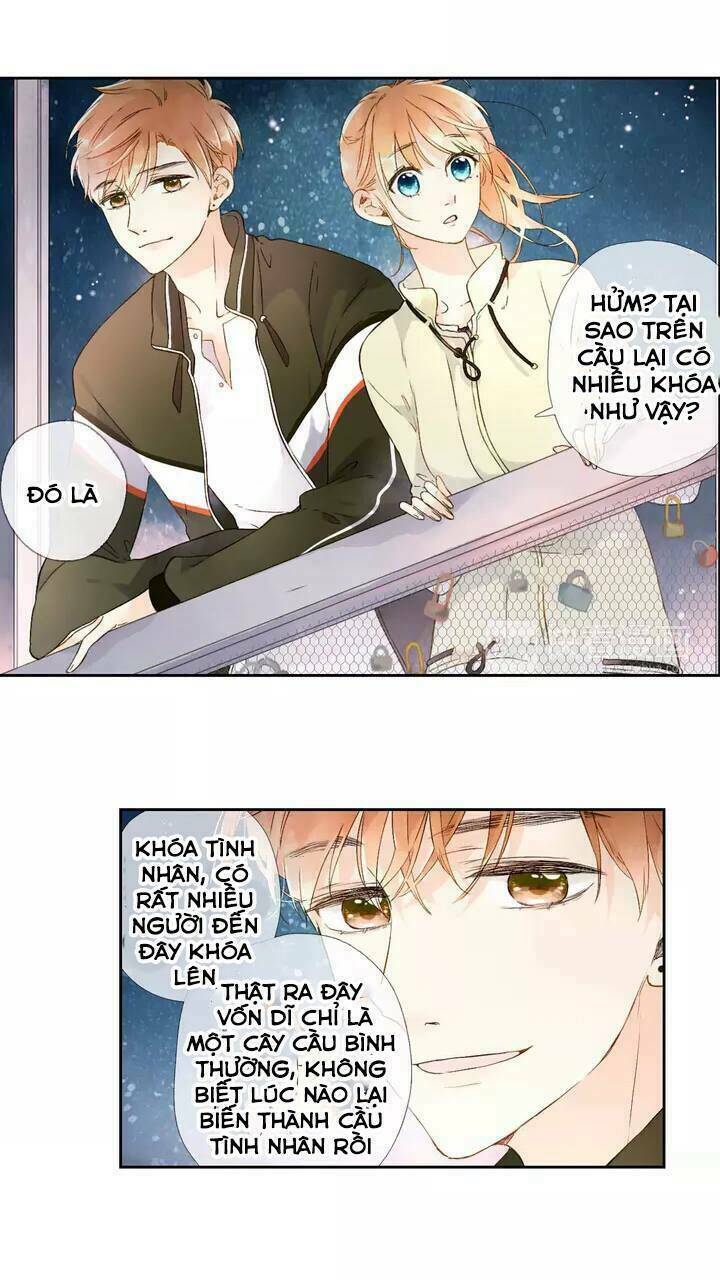 HỬM? TẠI
SAO TRÊN
CẦU LẠI CÓ
NHIỀU KHÓA
NHƯ VẬY?
ĐÓ LÀ
KHÓA TÌNH
NHÂN, CÓ
RẤT NHIỀU
NGƯỜI ĐẾN
ĐÂY KHÓA
LÊN
THẬT RA ĐÂY
VỐN DĨ CHỈ LÀ
MỘT CÂY CẦU BÌNH
THƯỜNG, KHÔNG
BIẾT LÚC NÀO LẠI
BIẾN THÀNH CẦU
TÌNH NHÂN RỒI